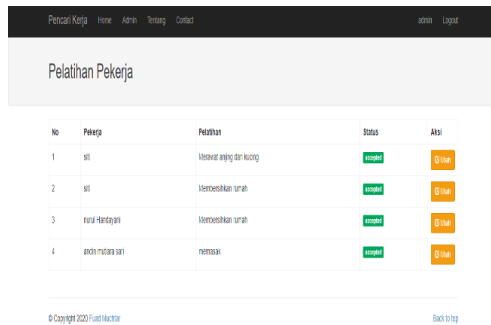 Pencari Kerja Home Admin Tentang Contact admin Logout
Pelatihan Pekerja
No Pekerja Pelatihan Status Aksi
1 siti Merawat anjing dan kucing accepted Ubah
2 siti Membersihkan rumah accepted Ubah
3 nurul Handayani Membersihkan rumah accepted Ubah
4 andin mutiara sari memasak accepted Ubah
© Copyright 2020 Fuad Muchtar Back to top